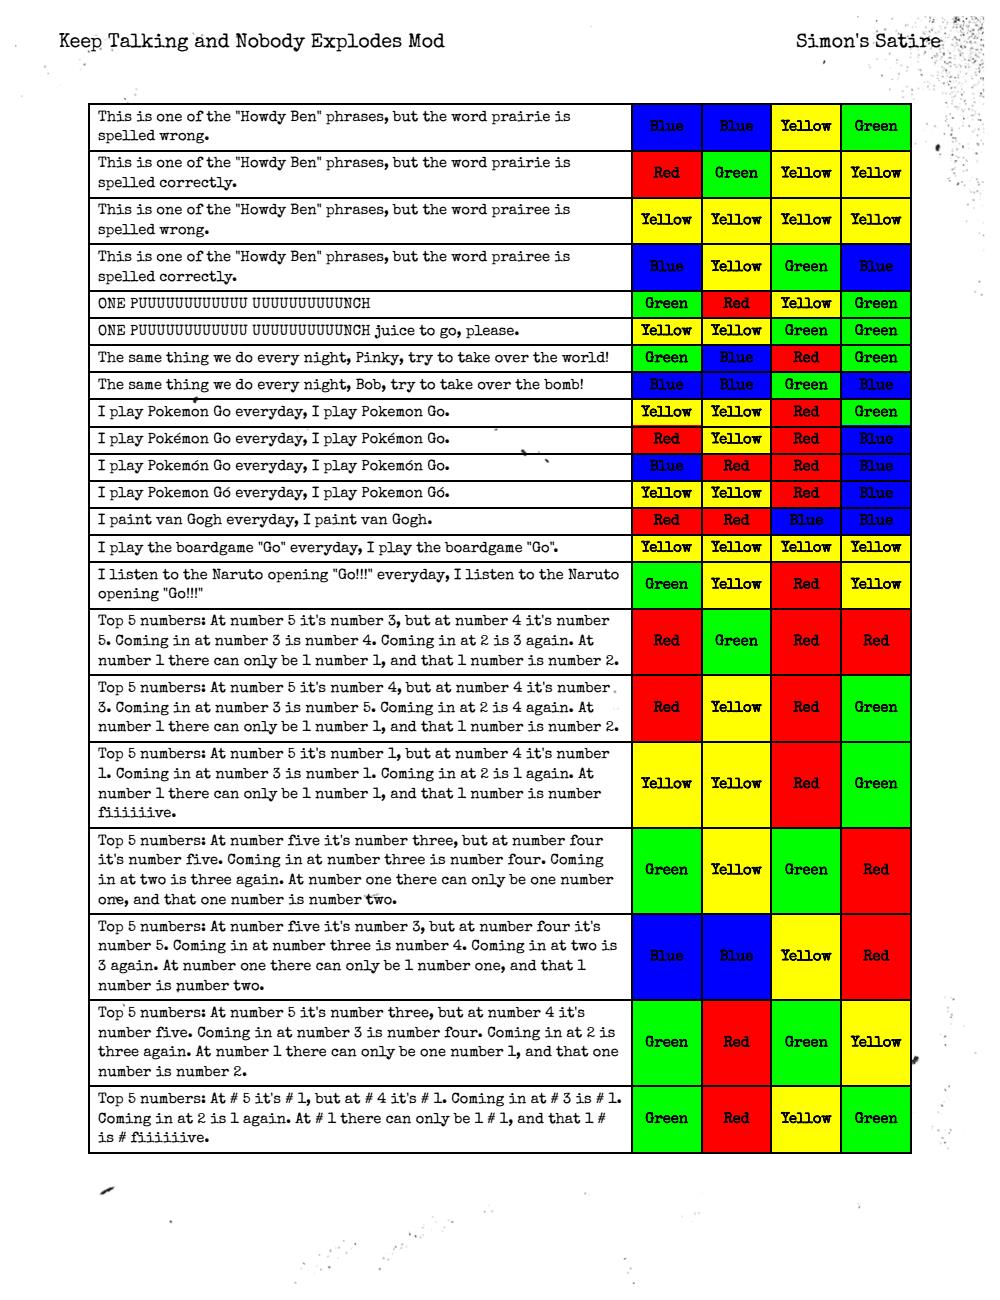 Keep Talking and Nobody Explodes Mod
Simon's Satire
This is one of the "Howdy Ben" phrases, but the word prairie is
spelled wrong.
Blue Blue Yellow Green
This is one of the "Howdy Ben" phrases, but the word prairie is
spelled correctly.
Red Green Yellow Yellow
This is one of the "Howdy Ben" phrases, but the word prairee is
spelled wrong.
Yellow Yellow Yellow Yellow
This is one of the "Howdy Ben" phrases, but the word prairee is
spelled correctly.
Blue Yellow Green Blue
ONE PUUUUUUUUUUUU UUUUUUUUUUNCH Green Red Yellow Green
ONE PUUUUUUUUUUUU UUUUUUUUUUNCH juice to go, please. Yellow Yellow Green Green
The same thing we do every night, Pinky, try to take over the world! Green Blue Red Green
The same thing we do every night, Bob, try to take over the bomb! Blue Blue Green Blue
I play Pokemon Go everyday, I play Pokemon Go. Yellow Yellow Red Green
I play Pokémon Go everyday, I play Pokémon Go. Red Yellow Red Blue
I play Pokemón Go everyday, I play Pokemón Go. Blue Red Red Blue
I play Pokemon Gó everyday, I play Pokemon Gó. Yellow Yellow Red Blue
I paint van Gogh everyday, I paint van Gogh. Red Red Blue Blue
I play the boardgame "Go" everyday, I play the boardgame "Go". Yellow Yellow Yellow Yellow
I listen to the Naruto opening "Go!!!" everyday, I listen to the Naruto
opening "Go!!!"
Green Yellow Red Yellow
Top 5 numbers: At number 5 it's number 3, but at number 4 it's number
5. Coming in at number 3 is number 4. Coming in at 2 is 3 again. At
number 1 there can only be 1 number 1, and that 1 number is number 2.
Red Green Red Red
Top 5 numbers: At number 5 it's number 4, but at number 4 it's number
3. Coming in at number 3 is number 5. Coming in at 2 is 4 again. At
number 1 there can only be 1 number 1, and that 1 number is number 2.
Red Yellow Red Green
Top 5 numbers: At number 5 it's number 1, but at number 4 it's number
1. Coming in at number 3 is number 1. Coming in at 2 is 1 again. At
number 1 there can only be 1 number 1, and that 1 number is number
fiiiiiive.
Yellow Yellow Red Green
Top 5 numbers: At number five it's number three, but at number four
it's number five. Coming in at number three is number four. Coming
in at two is three again. At number one there can only be one number
one, and that one number is number two.
Green Yellow Green Red
Top 5 numbers: At number five it's number 3, but at number four it's
number 5. Coming in at number three is number 4. Coming in at two is
3 again. At number one there can only be 1 number one, and that 1
number is number two.
Blue Blue Yellow Red
Top 5 numbers: At number 5 it's number three, but at number 4 it's
number five. Coming in at number 3 is number four. Coming in at 2 is
three again. At number 1 there can only be one number 1, and that one
number is number 2.
Green Red Green Yellow
Top 5 numbers: At # 5 it's # 1, but at # 4 it's # 1. Coming in at # 3 is # 1.
Coming in at 2 is 1 again. At # 1 there can only be 1 # 1, and that 1 #
is # fiiiiiive.
Green Red Yellow Green